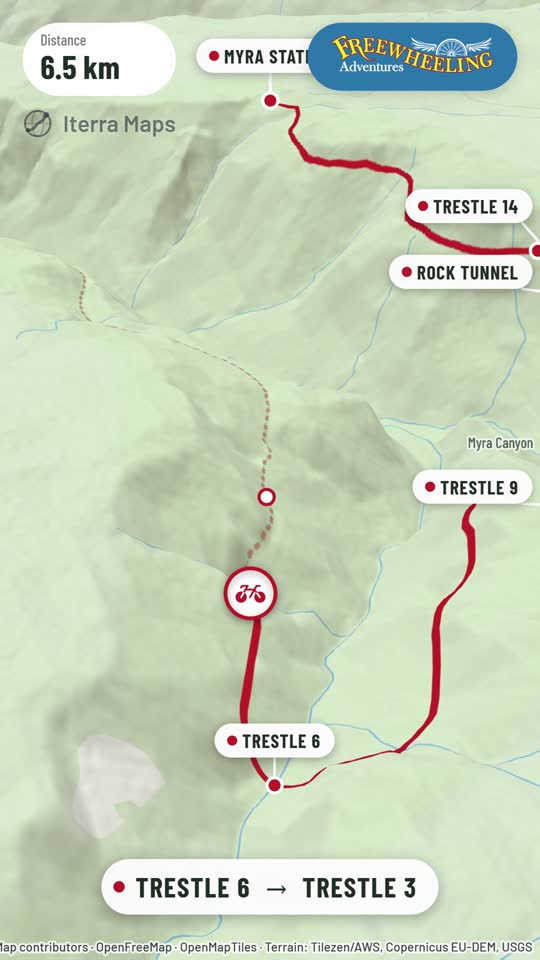 Distance
6.5 km
MYRA STATI
FREEWHEELING
Adventures
Iterra Maps
TRESTLE 14
ROCK TUNNEL
Myra Canyon
TRESTLE 9
TRESTLE 6
TRESTLE 6 → TRESTLE 3
Map contributors · OpenFreeMap · OpenMapTiles · Terrain: Tilezen/AWS, Copernicus EU-DEM, USGS